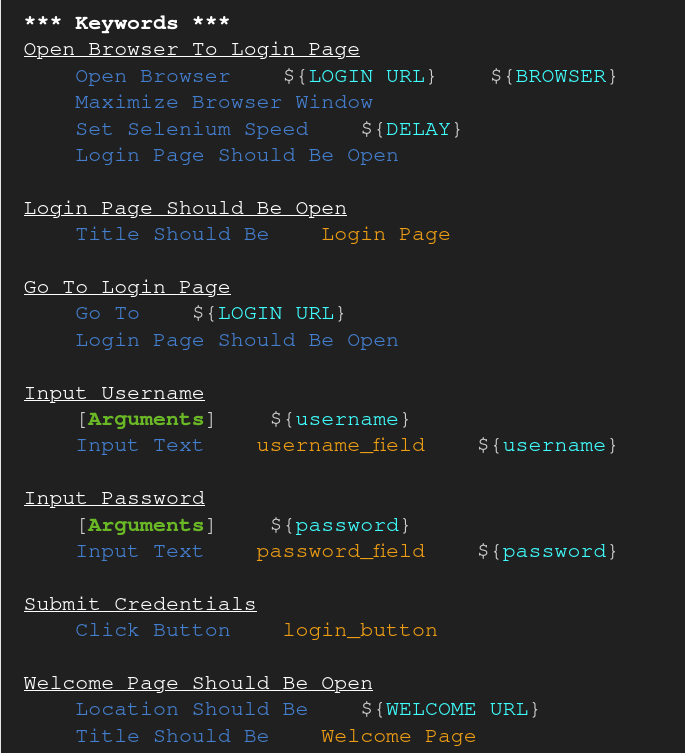 *** Keywords ***
Open Browser To Login Page
    Open Browser    ${LOGIN URL}    ${BROWSER}
    Maximize Browser Window
    Set Selenium Speed    ${DELAY}
    Login Page Should Be Open

Login Page Should Be Open
    Title Should Be    Login Page

Go To Login Page
    Go To    ${LOGIN URL}
    Login Page Should Be Open

Input Username
    [Arguments]    ${username}
    Input Text    username_field    ${username}

Input Password
    [Arguments]    ${password}
    Input Text    password_field    ${password}

Submit Credentials
    Click Button    login_button

Welcome Page Should Be Open
    Location Should Be    ${WELCOME URL}
    Title Should Be    Welcome Page